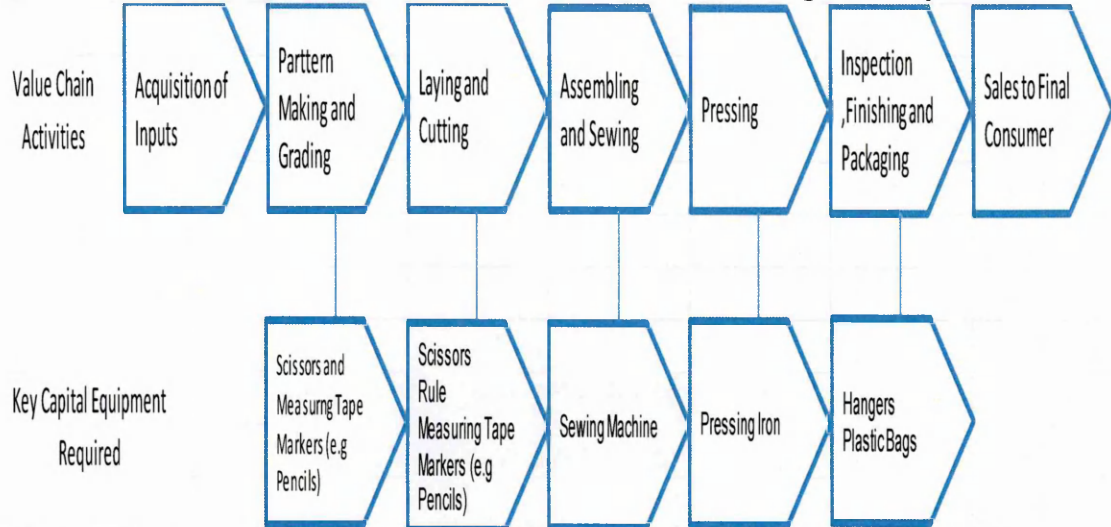 Value Chain
Activities
Acquisition of
Inputs
Parttern
Making and
Grading
Laying and
Cutting
Assembling
and Sewing
Pressing
Inspection
,Finishing and
Packaging
Sales to Final
Consumer
Key Capital Equipment
Required
Scissors and
Measurng Tape
Markers (e.g
Pencils)
Scissors
Rule
Measuring Tape
Markers (e.g
Pencils)
Sewing Machine
Pressing Iron
Hangers
Plastic Bags